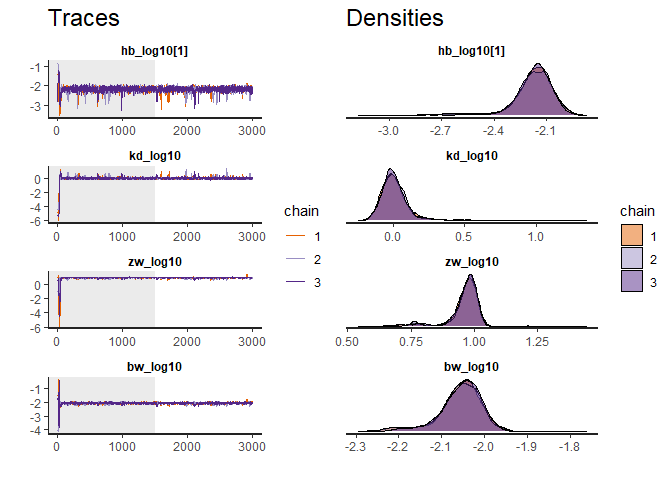 Traces
hb_log10[1]
-1
-2
-3
0 1000 2000 3000
kd_log10
0
-2
-4
-6
0 1000 2000 3000
zw_log10
0
-2
-4
-6
0 1000 2000 3000
bw_log10
-1
-2
-3
-4
0 1000 2000 3000
chain
1
2
3
Densities
hb_log10[1]
-3.0 -2.7 -2.4 -2.1
kd_log10
0.0 0.5 1.0
zw_log10
0.50 0.75 1.00 1.25
bw_log10
-2.3 -2.2 -2.1 -2.0 -1.9 -1.8
chain
1
2
3